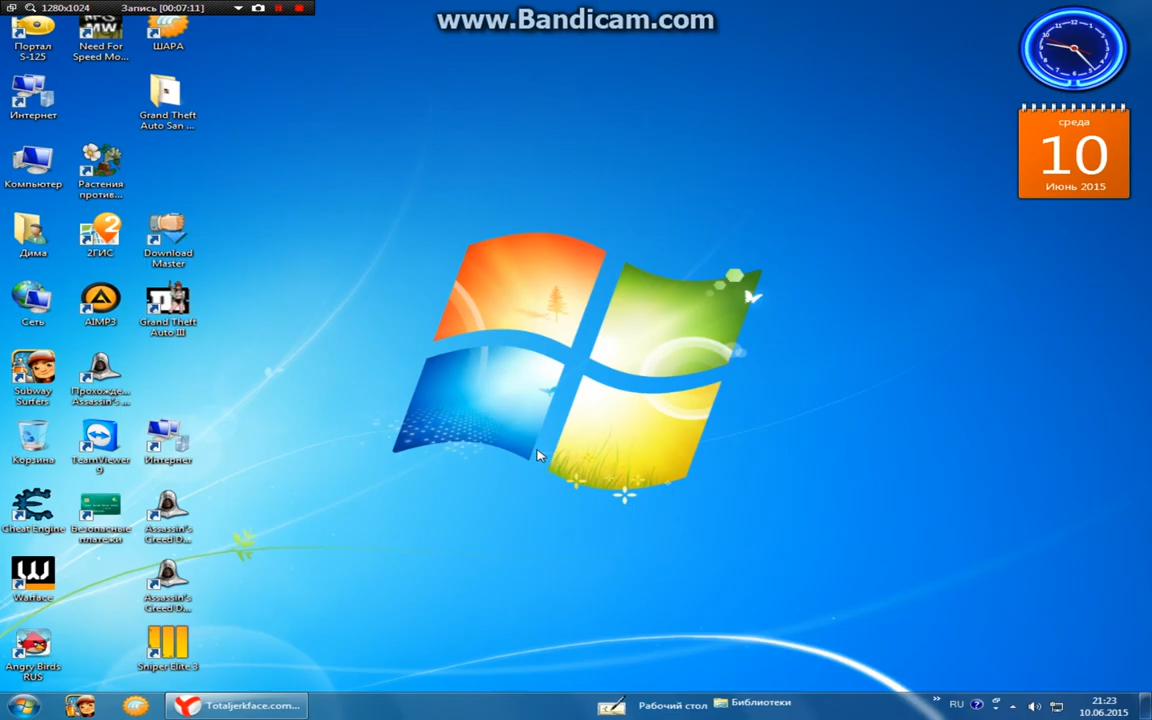 1280x1024
Запись [00:07:11]
www.Bandicam.com
Портал
S-125
Need For
Speed Mo...
ШАРА
Интернет
Grand Theft
Auto San ...
Компьютер
Растения
против...
Дима
2ГИС
Download
Master
Сеть
AIMP3
Grand Theft
Auto III
Subway
Surfers
Прохожде...
Assassin's ...
Корзина
TeamViewer
9
Интернет
Cheat Engine
Безопасные
платежи
Assassin's
Creed D...
Warface
Assassin's
Creed D...
Angry Birds
RUS
Sniper Elite 3
среда
10
Июнь 2015
Totaljerkface.com...
Рабочий стол
Библиотеки
»
RU
21:23
10.06.2015